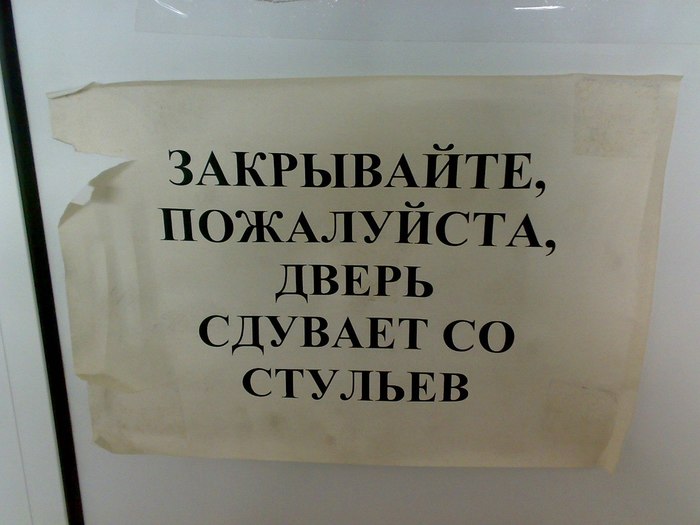 ЗАКРЫВАЙТЕ,
ПОЖАЛУЙСТА,
ДВЕРЬ
СДУВАЕТ СО
СТУЛЬЕВ